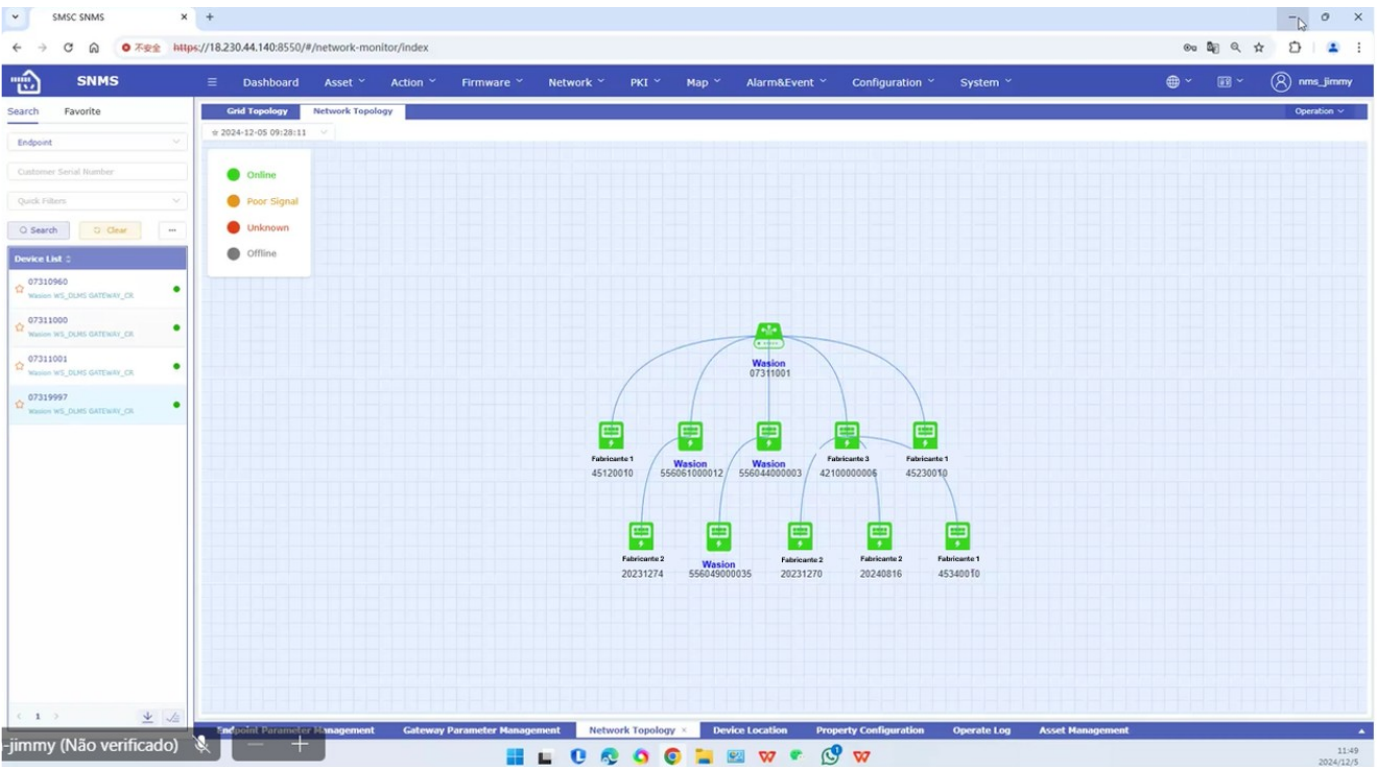 SMSC SNMS
不安全 https://18.230.44.140:8550/#/network-monitor/index
SNMS
Dashboard Asset Action Firmware Network PKI Map Alarm&Event Configuration System nms_jimmy
Search Favorite
Grid Topology Network Topology Operation
2024-12-05 09:28:11
Endpoint
Customer Serial Number
Quick Filters
Search Clear ...
Device List
07310960
Wasion WS_DLMS GATEWAY_CR
07311000
Wasion WS_DLMS GATEWAY_CR
07311001
Wasion WS_DLMS GATEWAY_CR
07319997
Wasion WS_DLMS GATEWAY_CR
Online
Poor Signal
Unknown
Offline
Wasion
07311001
Fabricante 1
45120010
Wasion
556061000012
Wasion
556044000003
Fabricante 3
42100000006
Fabricante 1
45230010
Fabricante 2
20231274
Wasion
556049000035
Fabricante 2
20231270
Fabricante 2
20240816
Fabricante 1
45340010
1
Endpoint Parameter Management Gateway Parameter Management Network Topology Device Location Property Configuration Operate Log Asset Management
-jimmy (Não verificado)
11:49
2024/12/5